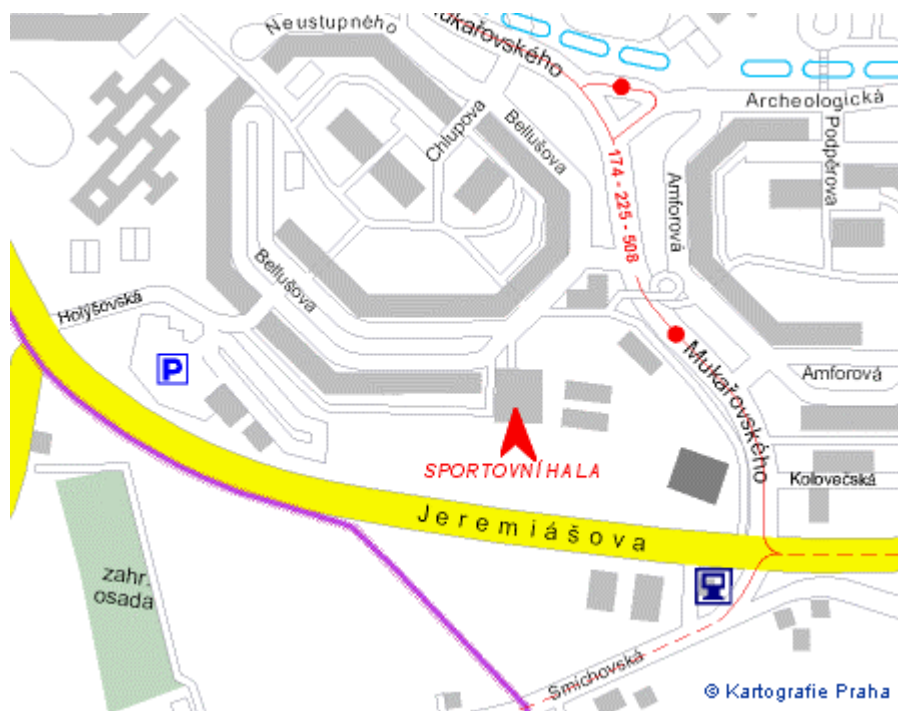 Neustupného
Mukařovského
Archeologická
Chlupova
Bellušova
Podpěrova
174 - 225 - 508
Amforová
Bellušova
Holýšovská
P
Mukařovského
Amforová
SPORTOVNÍ HALA
Kolovečská
Jeremiášova
zahr.
osada
Smichovská
© Kartografie Praha